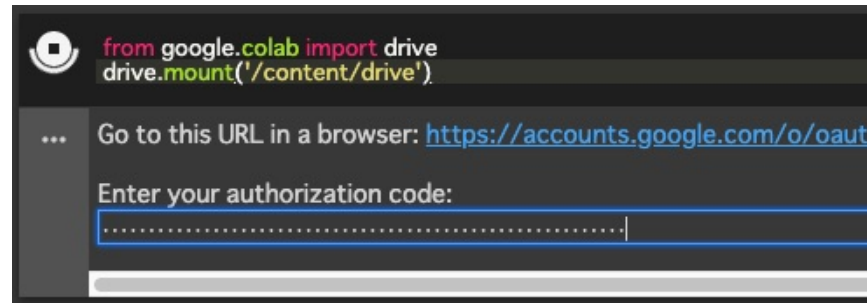 from google.colab import drive
drive.mount('/content/drive')
Go to this URL in a browser: https://accounts.google.com/o/oaut
Enter your authorization code: